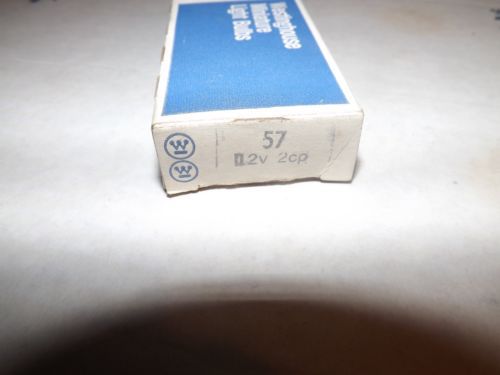 Westinghouse
Miniature
Light Bulbs
57
12v 2cp